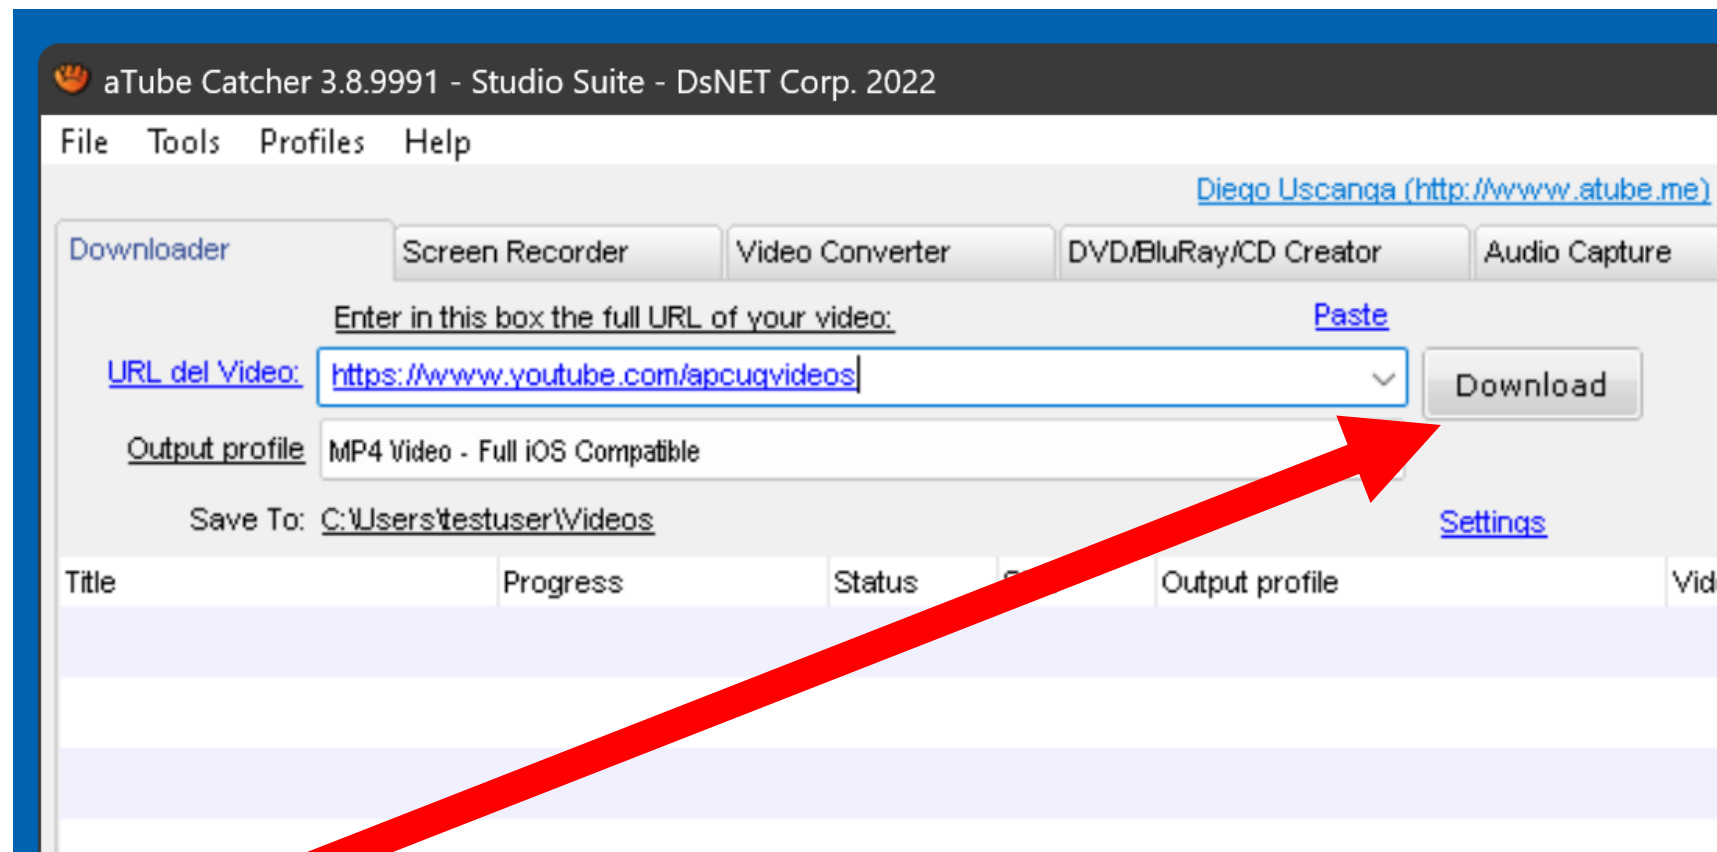 aTube Catcher 3.8.9991 - Studio Suite - DsNET Corp. 2022
File Tools Profiles Help
Diego Uscanga (http://www.atube.me)
Downloader Screen Recorder Video Converter DVD/BluRay/CD Creator Audio Capture
Enter in this box the full URL of your video: Paste
URL del Video: https://www.youtube.com/apcugvideos Download
Output profile MP4 Video - Full iOS Compatible
Save To: C:\Users\testuser\Videos Settings
Title Progress Status Output profile Vid